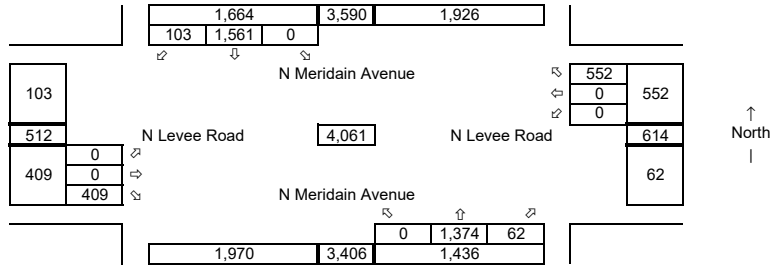 1,664 3,590 1,926
103 1,561 0
⬃ ⇩ ⬂
N Meridain Avenue
⬁ 552
103 ⇦ 0 552
⬃ 0
↑
512 N Levee Road 4,061 N Levee Road 614 North
|
0 ⬀
409 0 ⇨ 62
409 ⬂ N Meridain Avenue
⬁ ⇧ ⬀
0 1,374 62
1,970 3,406 1,436